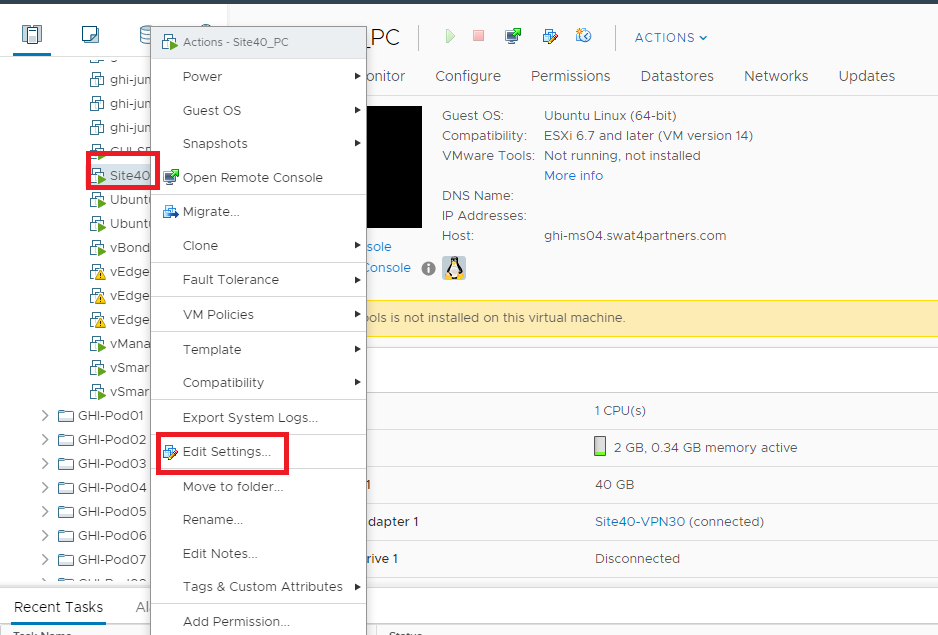 _PC
ACTIONS
Actions - Site40_PC
Power
Guest OS
Snapshots
Open Remote Console
Migrate...
Clone
Fault Tolerance
VM Policies
Template
Compatibility
Export System Logs...
Edit Settings...
Move to folder...
Rename...
Edit Notes...
Tags & Custom Attributes
Add Permission...
ghi-jun
ghi-jun
ghi-jun
Site40
Ubunt
Ubuntu
vBond
vEdge
vEdge
vEdge
vMana
vSmar
vSmar
GHI-Pod01
GHI-Pod02
GHI-Pod03
GHI-Pod04
GHI-Pod05
GHI-Pod06
GHI-Pod07
onitor Configure Permissions Datastores Networks Updates
Guest OS: Ubuntu Linux (64-bit)
Compatibility: ESXi 6.7 and later (VM version 14)
VMware Tools: Not running, not installed
More info
DNS Name:
IP Addresses:
Host: ghi-ms04.swat4partners.com
sole
Console
ols is not installed on this virtual machine.
1 CPU(s)
2 GB, 0.34 GB memory active
1 40 GB
dapter 1 Site40-VPN30 (connected)
rive 1 Disconnected
Recent Tasks Al
Task Name Status